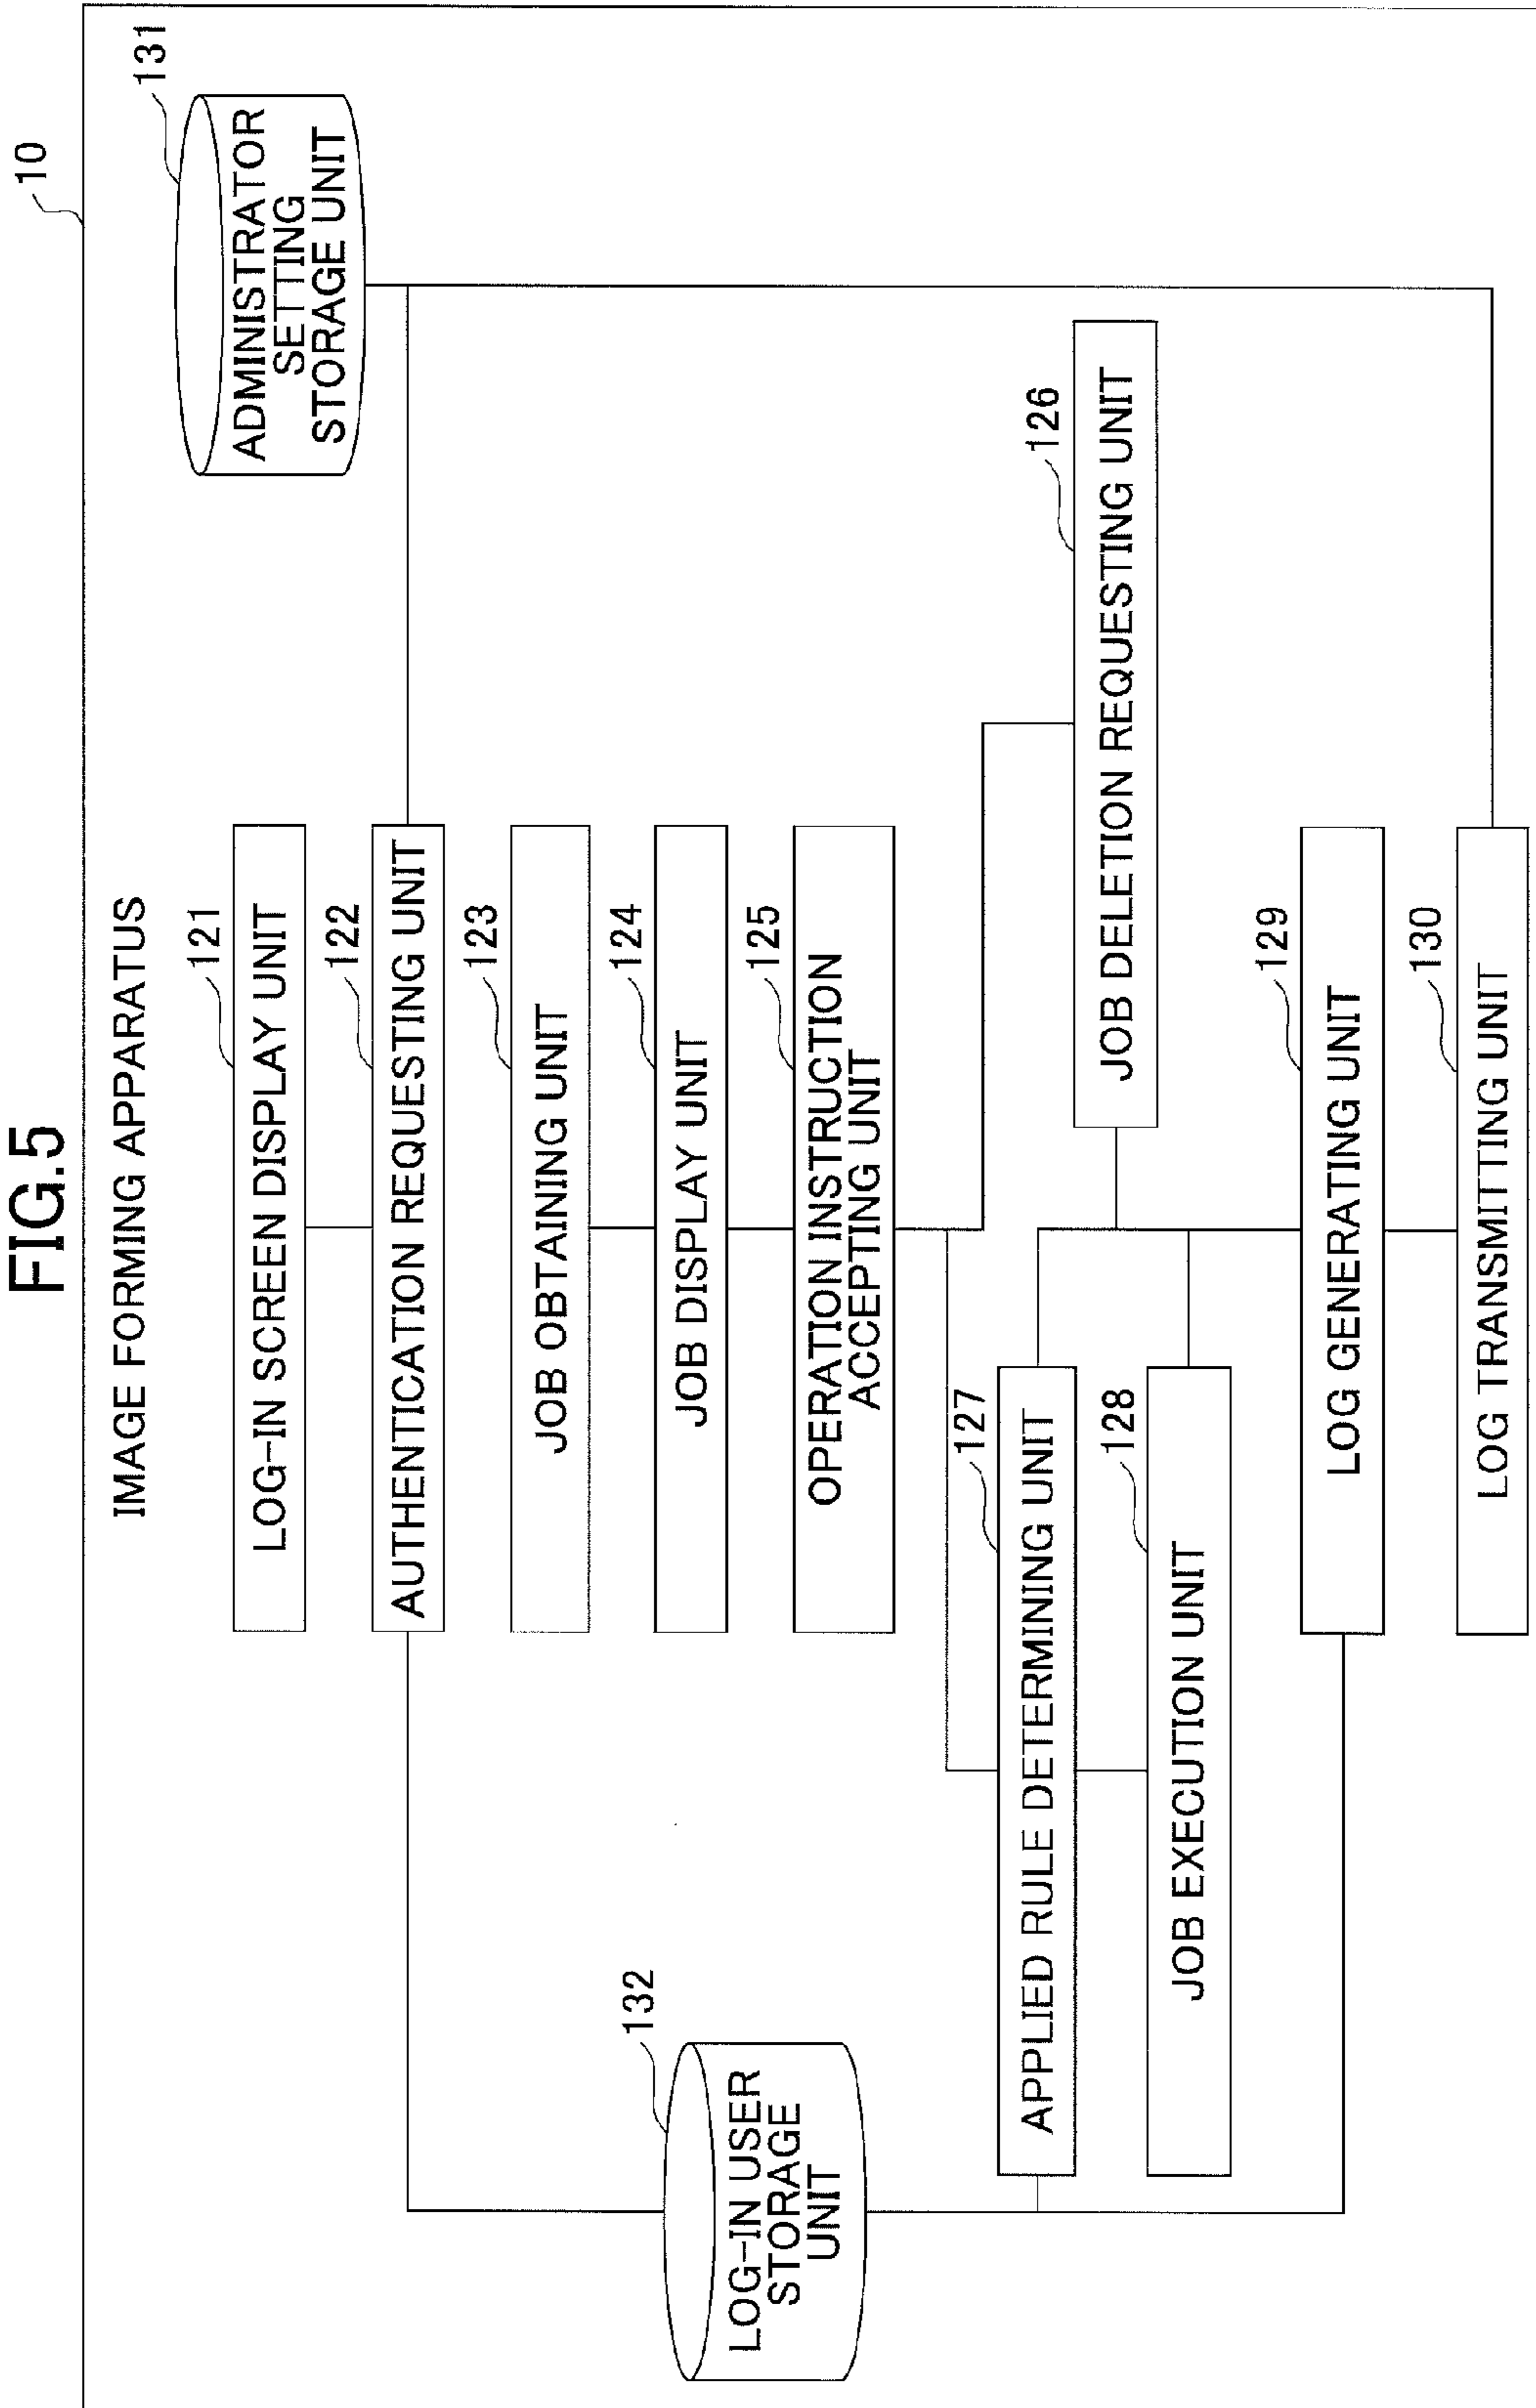 FIG.5
10
IMAGE FORMING APPARATUS
131
ADMINISTRATOR
SETTING
STORAGE UNIT
121
LOG-IN SCREEN DISPLAY UNIT
122
AUTHENTICATION REQUESTING UNIT
123
JOB OBTAINING UNIT
132
LOG-IN USER
STORAGE
UNIT
124
JOB DISPLAY UNIT
125
OPERATION INSTRUCTION
ACCEPTING UNIT
127
APPLIED RULE DETERMINING UNIT
126
JOB DELETION REQUESTING UNIT
128
JOB EXECUTION UNIT
129
LOG GENERATING UNIT
130
LOG TRANSMITTING UNIT